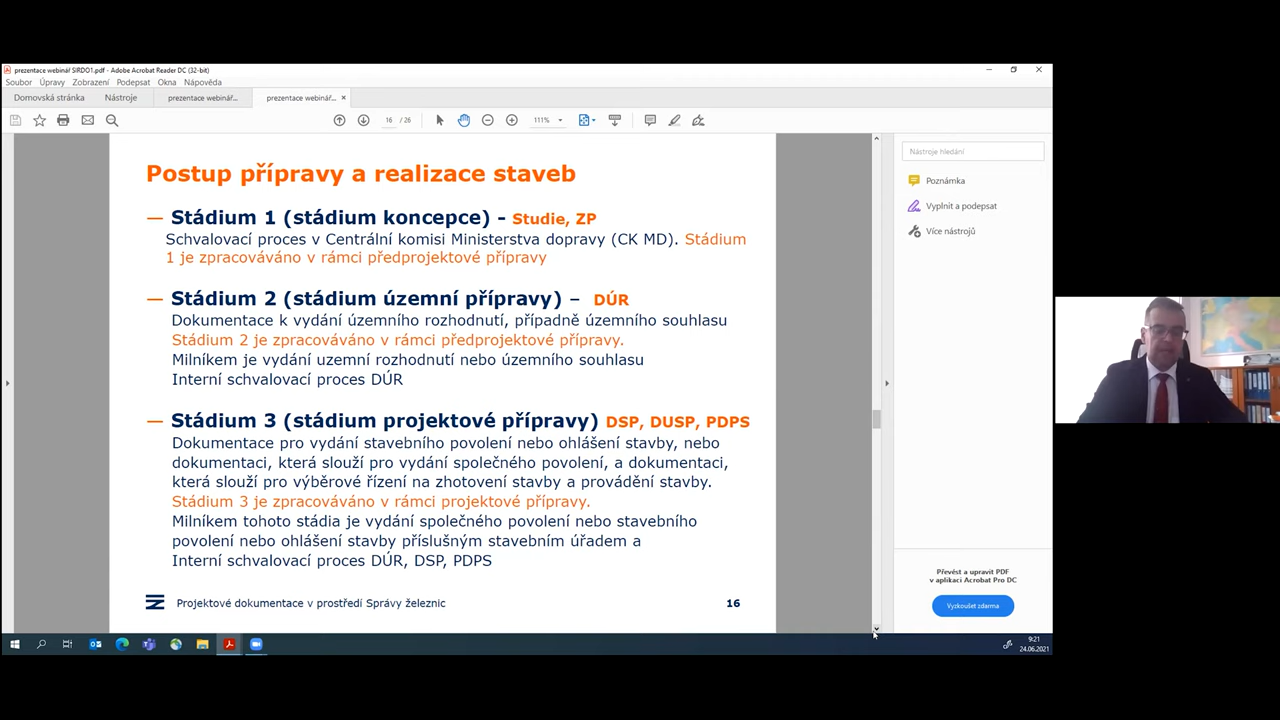 prezentace webinář SIRDO1.pdf - Adobe Acrobat Reader DC (32-bit)
Soubor Úpravy Zobrazení Podepsat Okna Nápověda
Domovská stránka Nástroje prezentace webinář... prezentace webinář... ×
16 / 26 111%
Postup přípravy a realizace staveb
— Stádium 1 (stádium koncepce) - Studie, ZP
Schvalovací proces v Centrální komisi Ministerstva dopravy (CK MD). Stádium
1 je zpracováváno v rámci předprojektové přípravy
— Stádium 2 (stádium územní přípravy) – DÚR
Dokumentace k vydání územního rozhodnutí, případně územního souhlasu
Stádium 2 je zpracováváno v rámci předprojektové přípravy.
Milníkem je vydání uzemní rozhodnutí nebo územního souhlasu
Interní schvalovací proces DÚR
— Stádium 3 (stádium projektové přípravy) DSP, DUSP, PDPS
Dokumentace pro vydání stavebního povolení nebo ohlášení stavby, nebo
dokumentaci, která slouží pro vydání společného povolení, a dokumentaci,
která slouží pro výběrové řízení na zhotovení stavby a provádění stavby.
Stádium 3 je zpracováváno v rámci projektové přípravy.
Milníkem tohoto stádia je vydání společného povolení nebo stavebního
povolení nebo ohlášení stavby příslušným stavebním úřadem a
Interní schvalovací proces DÚR, DSP, PDPS
Projektové dokumentace v prostředí Správy železnic 16
Nástroje hledání
Poznámka
Vyplnit a podepsat
Více nástrojů
Převést a upravit PDF
v aplikaci Acrobat Pro DC
Vyzkoušet zdarma
9:21
24.06.2021